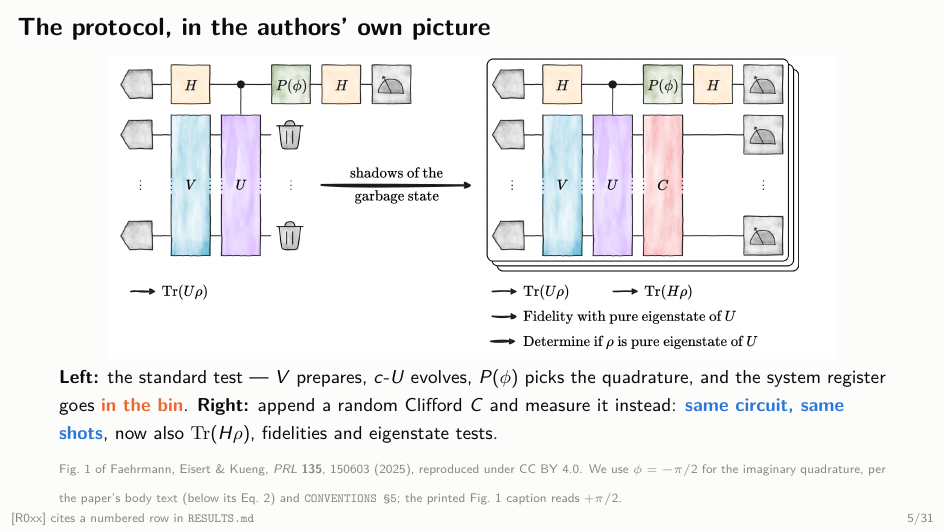 The protocol, in the authors' own picture
H P(ϕ) H
V U
→ Tr(Uρ)
shadows of the
garbage state
H P(ϕ) H
V U C
→ Tr(Uρ) → Tr(Hρ)
→ Fidelity with pure eigenstate of U
→ Determine if ρ is pure eigenstate of U
Left: the standard test — V prepares, c-U evolves, P(ϕ) picks the quadrature, and the system register
goes in the bin. Right: append a random Clifford C and measure it instead: same circuit, same
shots, now also Tr(Hρ), fidelities and eigenstate tests.
Fig. 1 of Faehrmann, Eisert & Kueng, PRL 135, 150603 (2025), reproduced under CC BY 4.0. We use ϕ = −π/2 for the imaginary quadrature, per
the paper's body text (below its Eq. 2) and CONVENTIONS §5; the printed Fig. 1 caption reads +π/2.
[R0xx] cites a numbered row in RESULTS.md
5/31